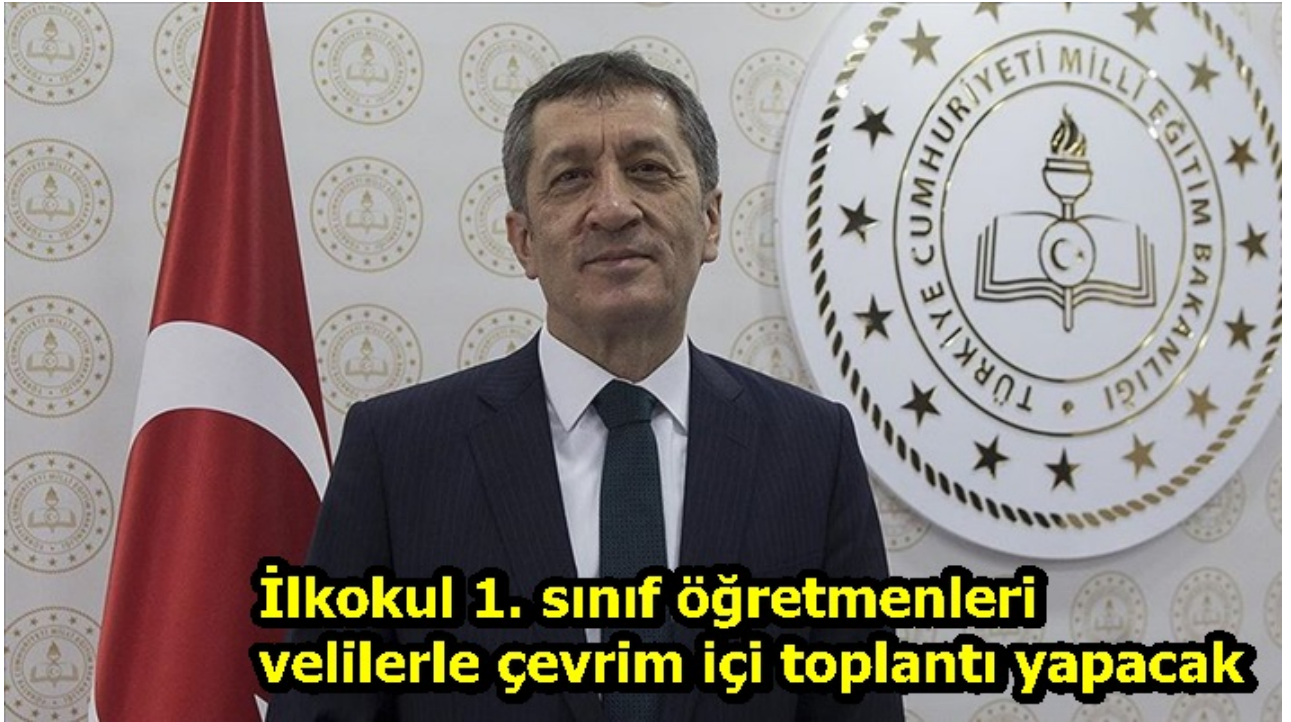 TÜRKİYE CUMHURİYETİ MİLLİ EĞİTİM BAKANLIĞI
İlkokul 1. sınıf öğretmenleri
velilerle çevrim içi toplantı yapacak